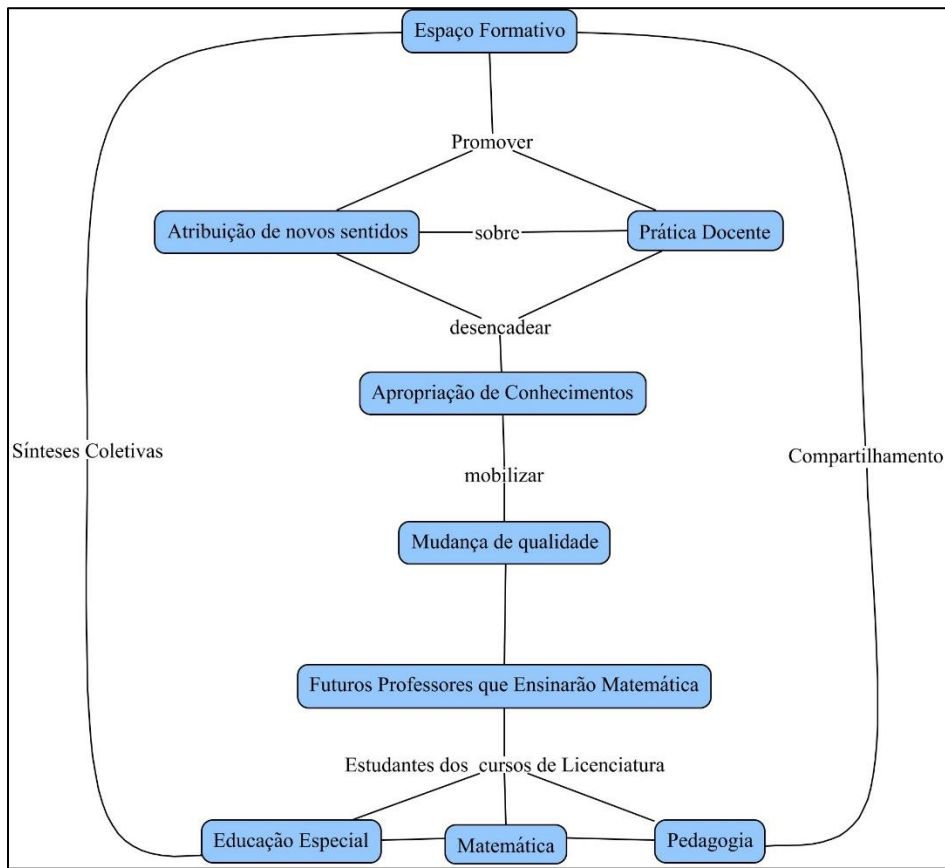 Espaço Formativo
Promover
Atribuição de novos sentidos
sobre
Prática Docente
desencadear
Apropriação de Conhecimentos
Sínteses Coletivas
Compartilhamento
mobilizar
Mudança de qualidade
Futuros Professores que Ensinarão Matemática
Estudantes dos cursos de Licenciatura
Educação Especial
Matemática
Pedagogia